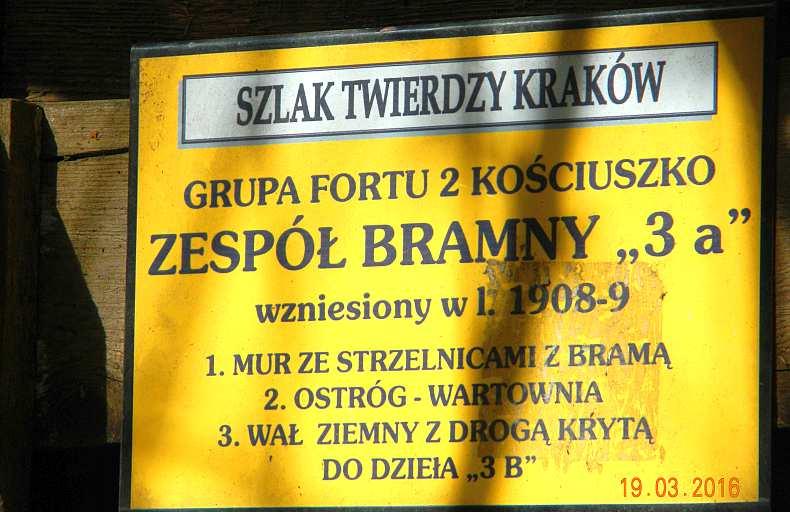 SZLAK TWIERDZY KRAKÓW
GRUPA FORTU 2 KOŚCIUSZKO
ZESPÓŁ BRAMNY „3 a”
wzniesiony w l. 1908-9
1. MUR ZE STRZELNICAMI Z BRAMĄ
2. OSTRÓG - WARTOWNIA
3. WAŁ ZIEMNY Z DROGĄ KRYTĄ
DO DZIEłA „3 B”
19.03.2016